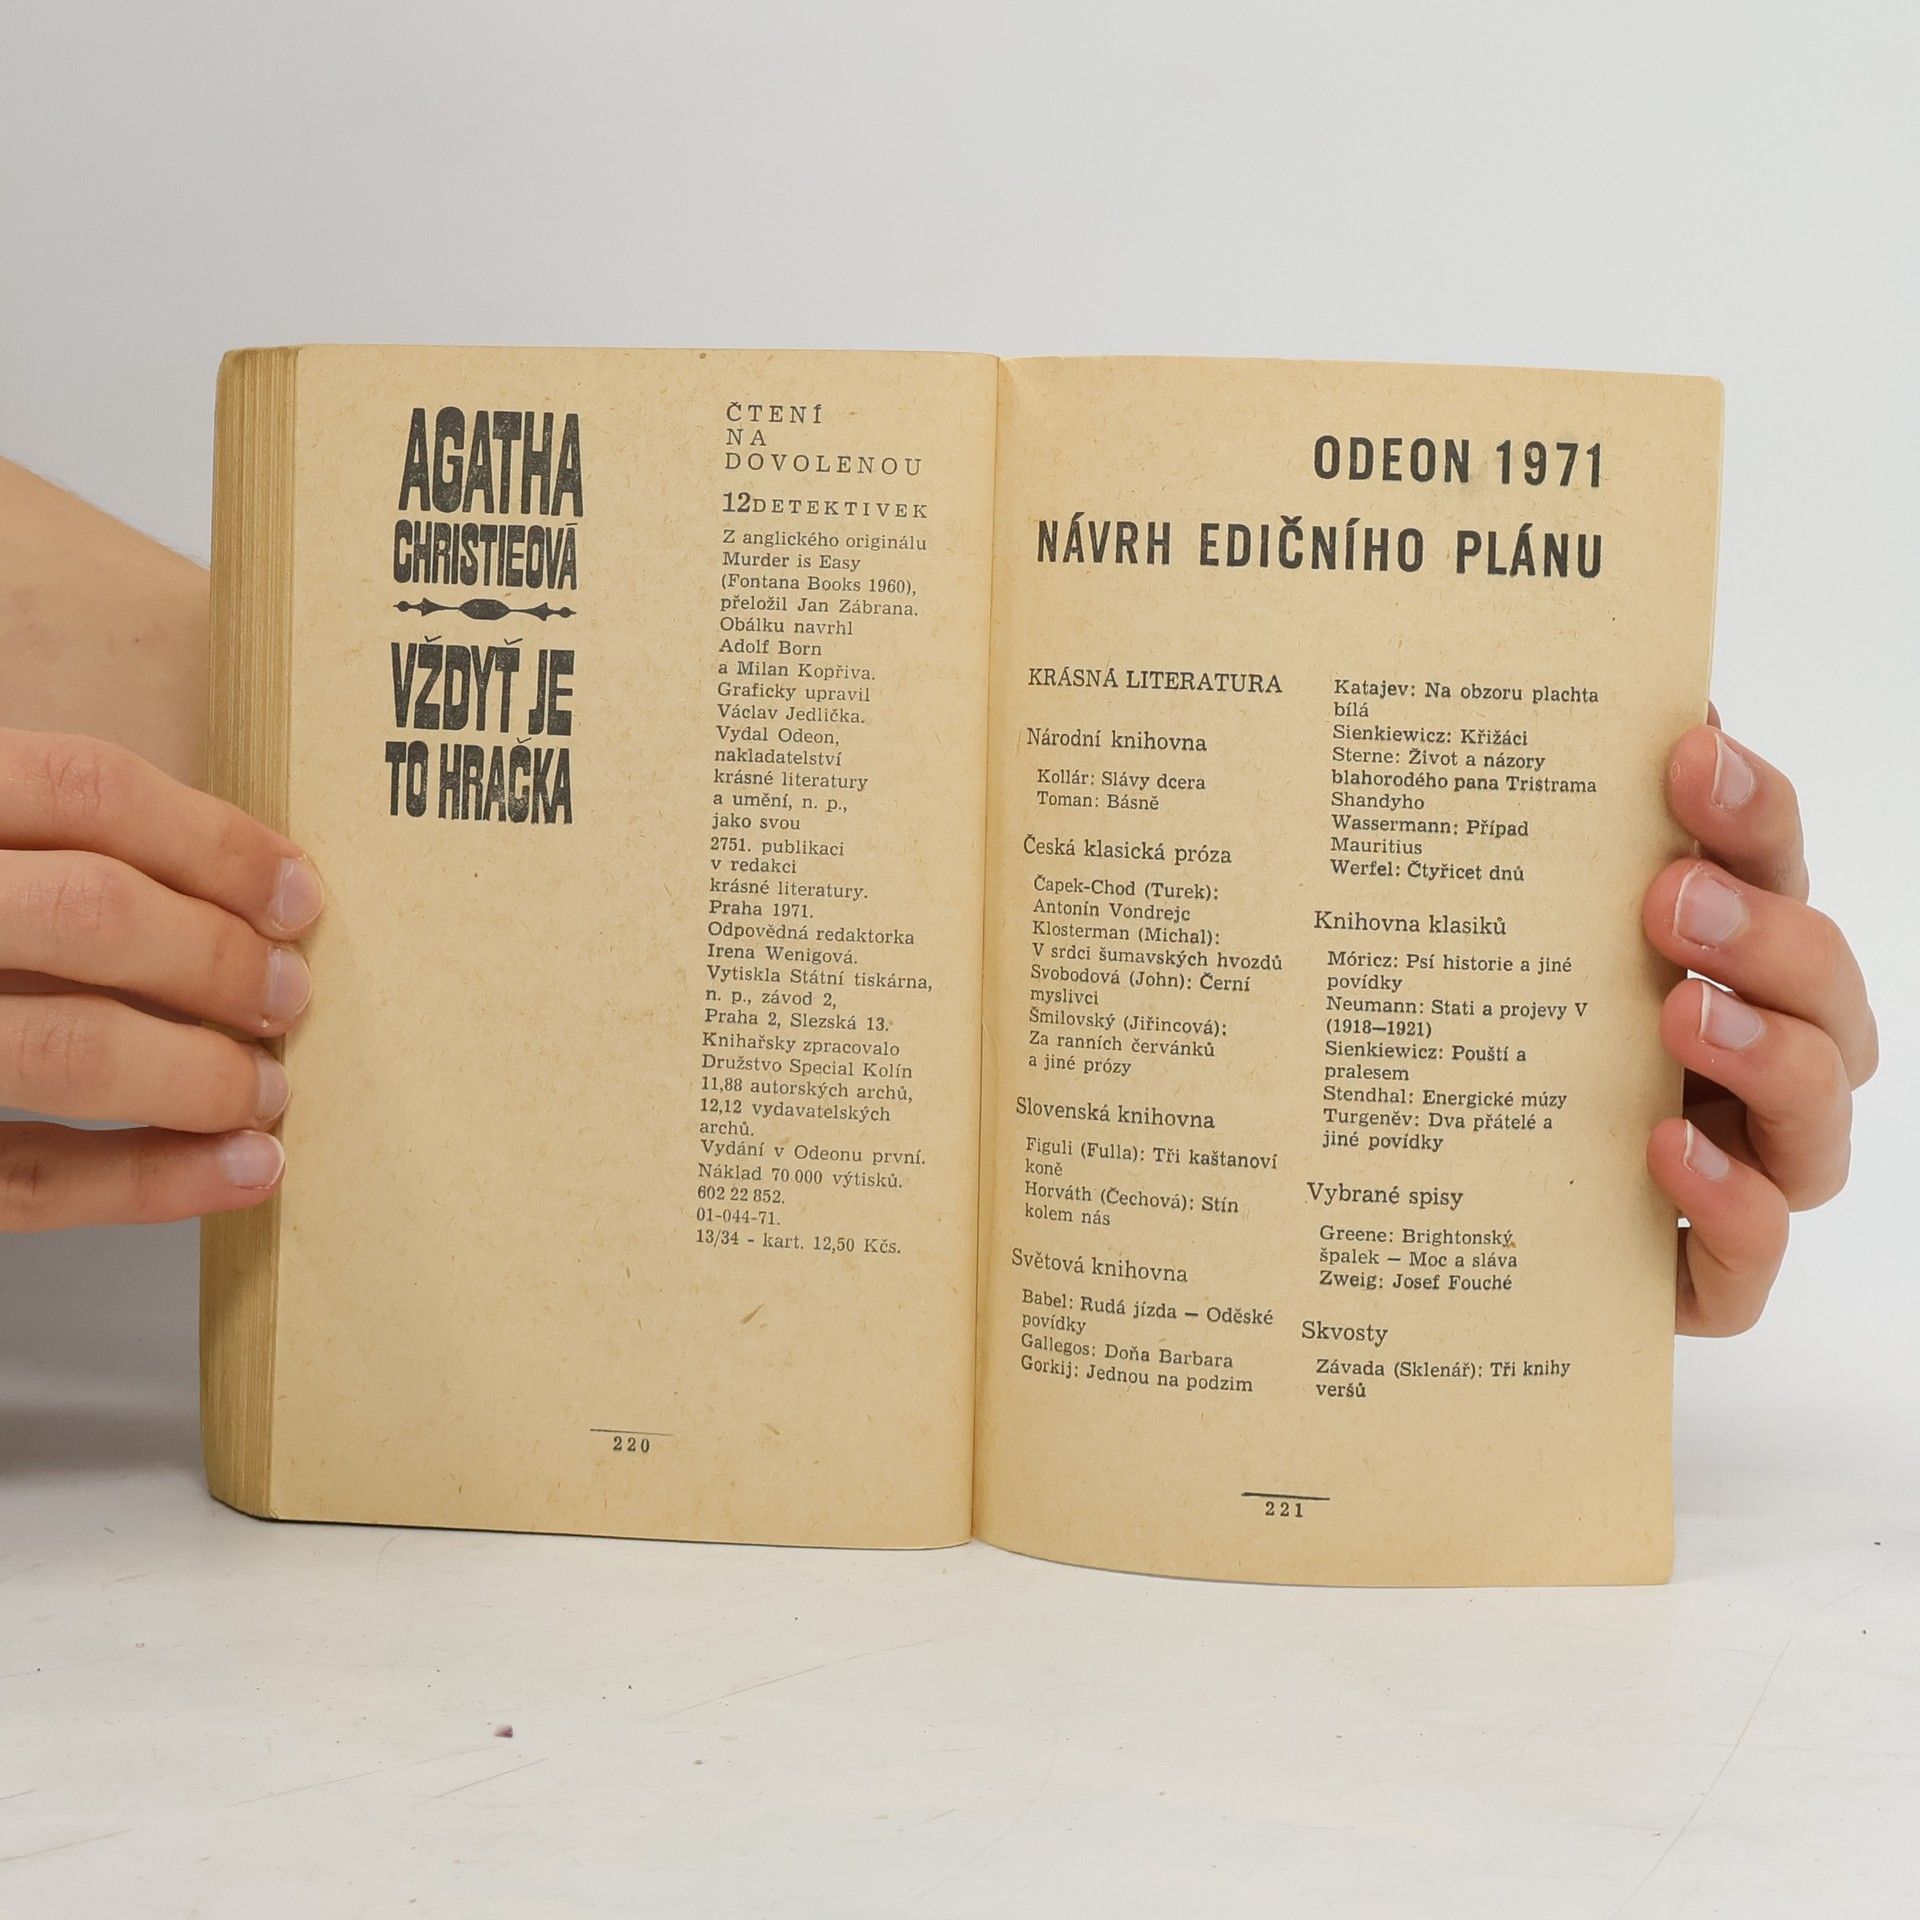 AGATHA
CHRISTIEOVÁ
VŽDYŤ JE
TO HRAČKA
ČTENÍ
NA
DOVOLENOU
12 DETEKTIVEK
Z anglického originálu
Murder is Easy
(Fontana Books 1960),
přeložil Jan Zábrana.
Obálku navrhl
Adolf Born
a Milan Kopřiva.
Graficky upravil
Václav Jedlička.
Vydal Odeon,
nakladatelství
krásné literatury
a umění, n. p.,
jako svou
2751. publikaci
v redakci
krásné literatury.
Praha 1971.
Odpovědná redaktorka
Irena Wenigová.
Vytiskla Státní tiskárna,
n. p., závod 2,
Praha 2, Slezská 13.
Knihařsky zpracovalo
Družstvo Special Kolín
11,88 autorských archů,
12,12 vydavatelských
archů.
Vydání v Odeonu první.
Náklad 70 000 výtisků.
602 22 852.
01-044-71.
13/34 - kart. 12,50 Kčs.
220
ODEON 1971
NÁVRH EDIČNÍHO PLÁNU
KRÁSNÁ LITERATURA
Národní knihovna
Kollár: Slávy dcera
Toman: Básně
Česká klasická próza
Čapek-Chod (Turek):
Antonín Vondrejc
Klosterman (Michal):
V srdci šumavských hvozdů
Svobodová (John): Černí
myslivci
Šmilovský (Jiřincová):
Za ranních červánků
a jiné prózy
Slovenská knihovna
Figuli (Fulla): Tři kaštanoví
koně
Horváth (Čechová): Stín
kolem nás
Světová knihovna
Babel: Rudá jízda — Oděské
povídky
Gallegos: Doňa Barbara
Gorkij: Jednou na podzim
Katajev: Na obzoru plachta
bílá
Sienkiewicz: Křižáci
Sterne: Život a názory
blahorodého pana Tristrama
Shandyho
Wassermann: Případ
Mauritius
Werfel: Čtyřicet dnů
Knihovna klasiků
Móricz: Psí historie a jiné
povídky
Neumann: Stati a projevy V
(1918—1921)
Sienkiewicz: Pouští a
pralesem
Stendhal: Energické múzy
Turgeněv: Dva přátelé a
jiné povídky
Vybrané spisy
Greene: Brightonský
špalek — Moc a sláva
Zweig: Josef Fouché
Skvosty
Závada (Sklenář): Tři knihy
veršů
221